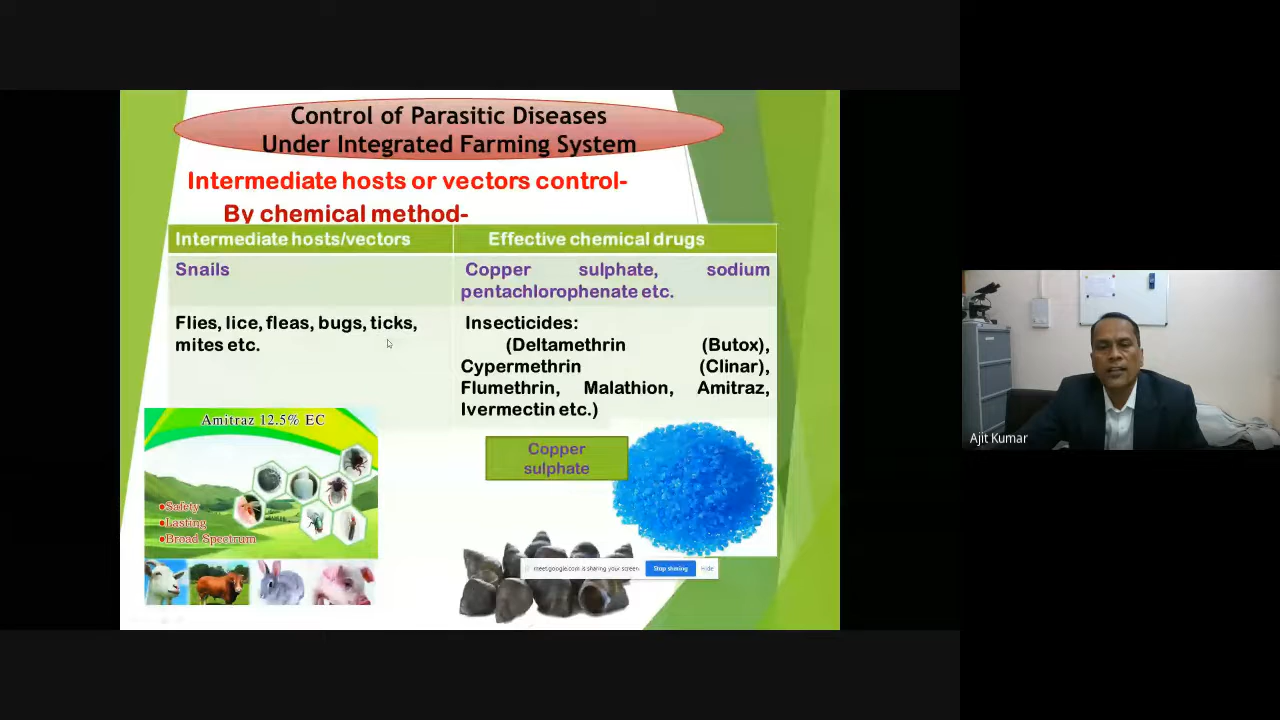 Control of Parasitic Diseases
Under Integrated Farming System
Intermediate hosts or vectors control-
By chemical method-
Intermediate hosts/vectors
Effective chemical drugs
Snails
Copper sulphate, sodium
pentachlorophenate etc.
Flies, lice, fleas, bugs, ticks,
mites etc.
Insecticides:
(Deltamethrin (Butox),
Cypermethrin (Clinar),
Flumethrin, Malathion, Amitraz,
Ivermectin etc.)
Amitraz 12.5% EC
•Safety
•Lasting
•Broad Spectrum
Copper
sulphate
meet.google.com is sharing your screen.
Stop sharing
Hide
Ajit Kumar